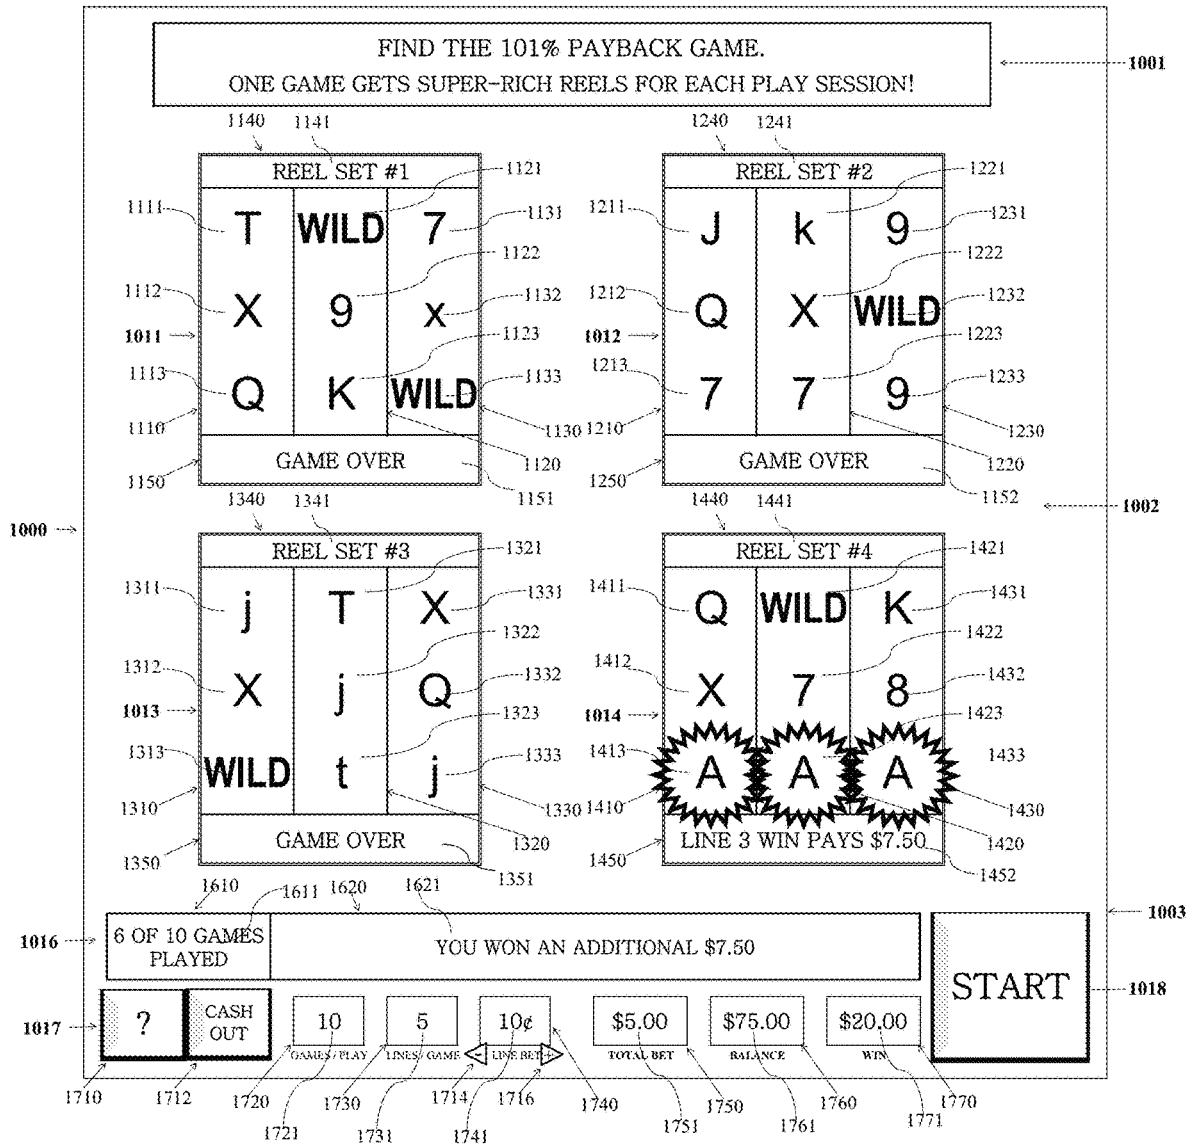 FIND THE 101% PAYBACK GAME.
1001
ONE GAME GETS SUPER-RICH REELS FOR EACH PLAY SESSION!
1140 1141 1240 1241
REEL SET #1 1121 REEL SET #2 1221
1111 T WILD 7 1131 1211 J k 9 1231
1122 1222
1112 X 9 x 1132 1212 Q X WILD 1232
1011 1123 1012 1223
1113 Q K WILD 1133 1213 7 7 9 1233
1110 1130 1210 1230
1150 GAME OVER 1120 1250 GAME OVER 1220
1151 1152
1340 1341 1440 1441 1002
1000
REEL SET #3 1321 REEL SET #4 1421
1311 j T X 1331 1411 Q WILD K 1431
1322 1422
1312 X j Q 1332 1412 X 7 8 1432
1013 1323 1014 1423
1313 WILD t j 1333 1413 A A A 1433
1310 1330 1410 1430
1350 GAME OVER 1320 1450 LINE 3 WIN PAYS $7.50 1420
1351 1452
1610 1611 1620 1621
1003
1016 6 OF 10 GAMES
PLAYED
YOU WON AN ADDITIONAL $7.50
START
1018
1017 ? CASH
OUT
10 5 10¢ $5.00 $75.00 $20.00
GAMES / PLAY LINES / GAME - LINE BET + TOTAL BET BALANCE WIN
1710 1712 1720 1730 1714 1716 1740 1750 1760 1770
1721 1731 1741 1751 1761 1771